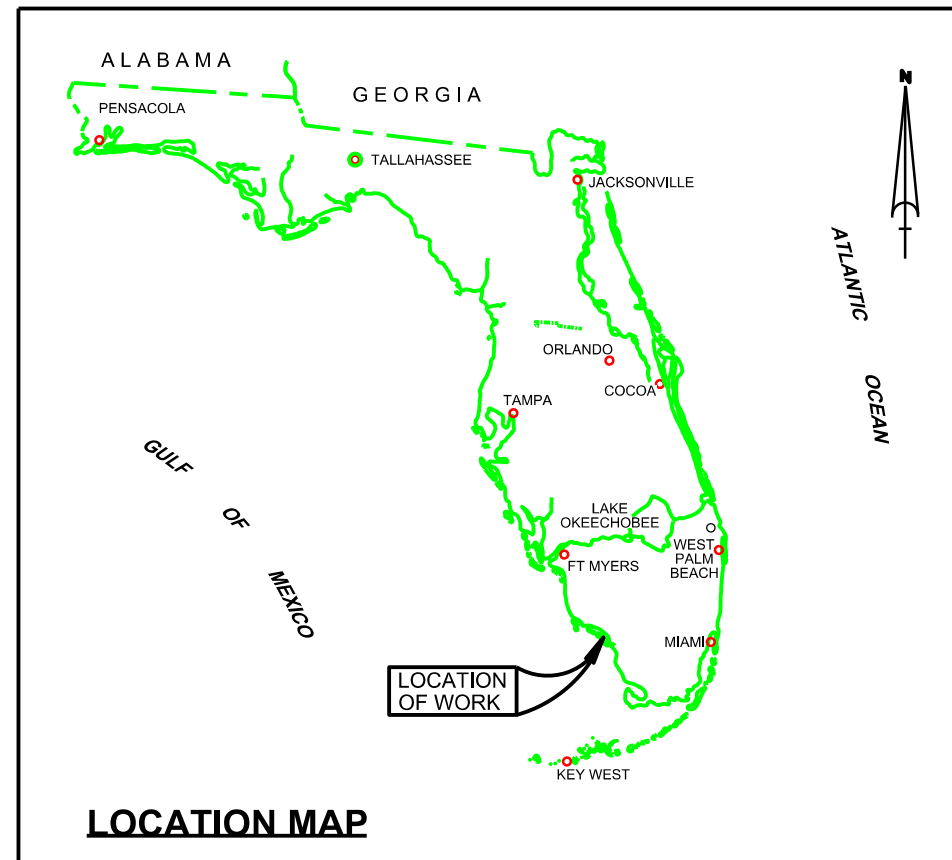 ALABAMA
GEORGIA
N
PENSACOLA
TALLAHASSEE
JACKSONVILLE
ATLANTIC
OCEAN
ORLANDO
COCOA
TAMPA
GULF
OF
MEXICO
LAKE
OKEECHOBEE
WEST
PALM
BEACH
FT MYERS
MIAMI
LOCATION
OF WORK
KEY WEST
LOCATION MAP